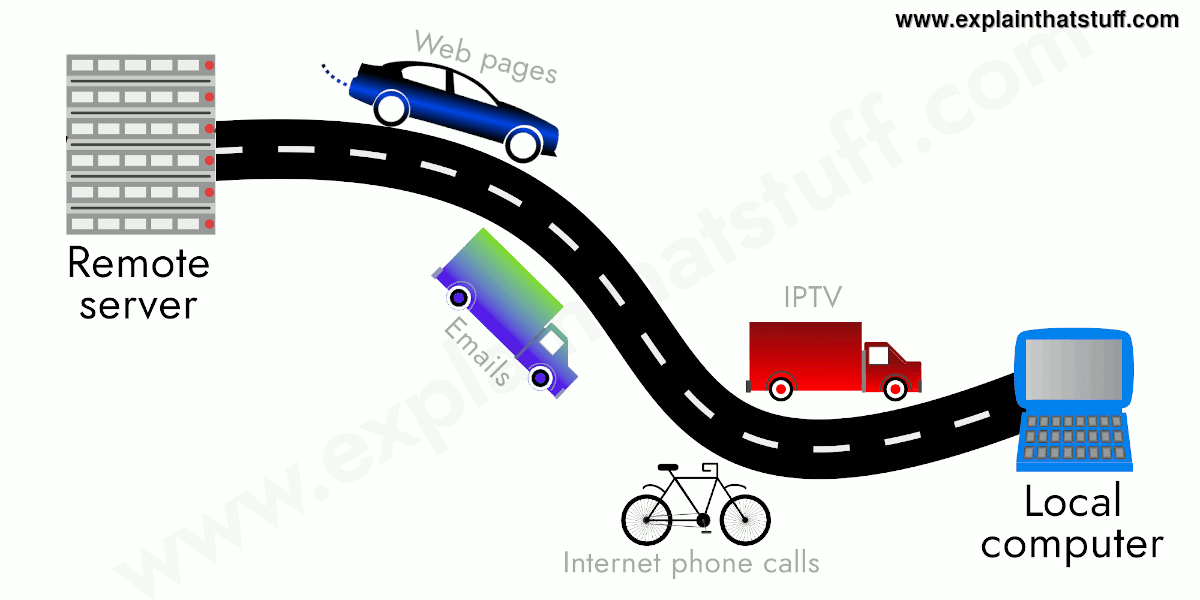 www.explainthatstuff.com
Web pages
Remote
server
Emails
IPTV
Internet phone calls
Local
computer
www.explainthatstuff.com